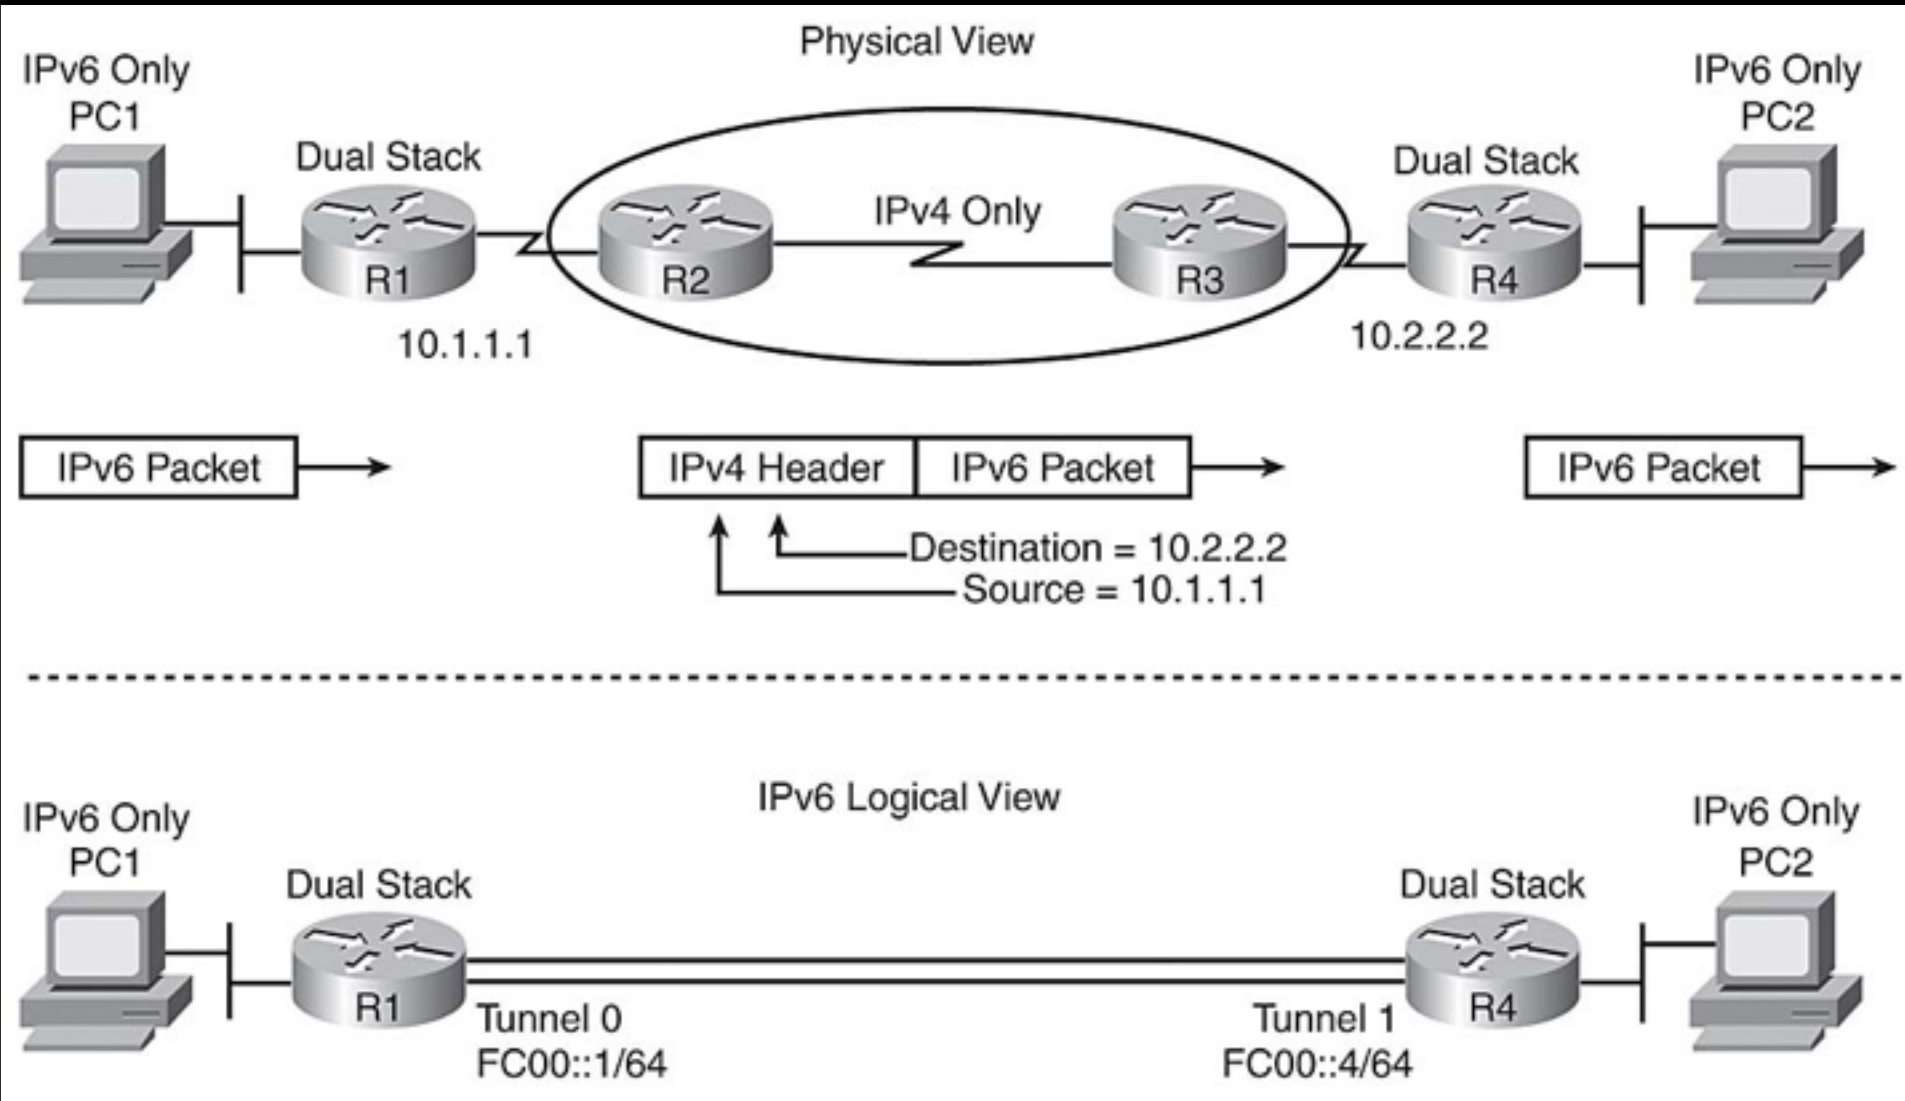 Physical View
IPv6 Only
PC1
IPv6 Only
PC2
Dual Stack
Dual Stack
IPv4 Only
R1
R2
R3
R4
10.1.1.1
10.2.2.2
IPv6 Packet
IPv4 Header
IPv6 Packet
IPv6 Packet
Destination = 10.2.2.2
Source = 10.1.1.1
IPv6 Logical View
IPv6 Only
PC1
IPv6 Only
PC2
Dual Stack
Dual Stack
R1
R4
Tunnel 0
FC00::1/64
Tunnel 1
FC00::4/64